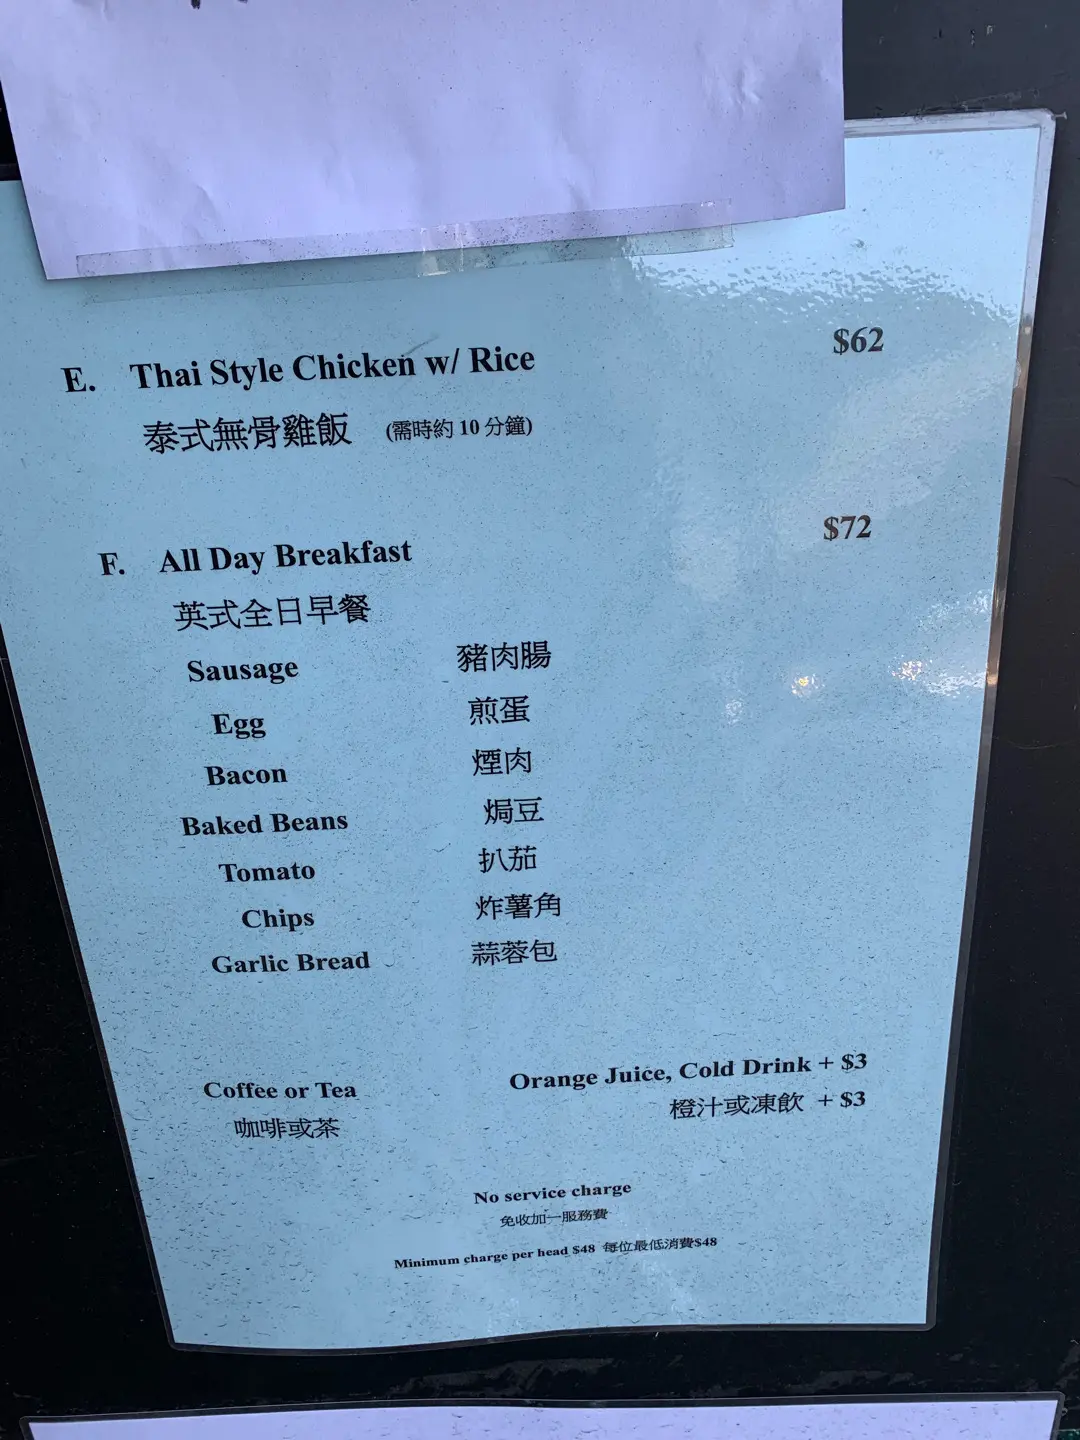 E. Thai Style Chicken w/ Rice $62
泰式無骨雞飯 (需時約 10 分鐘)
F. All Day Breakfast $72
英式全日早餐
Sausage 豬肉腸
Egg 煎蛋
Bacon 煙肉
Baked Beans 焗豆
Tomato 扒茄
Chips 炸薯角
Garlic Bread 蒜蓉包
Coffee or Tea Orange Juice, Cold Drink + $3
咖啡或茶 橙汁或凍飲 + $3
No service charge
免收加一服務費
Minimum charge per head $48 每位最低消費$48